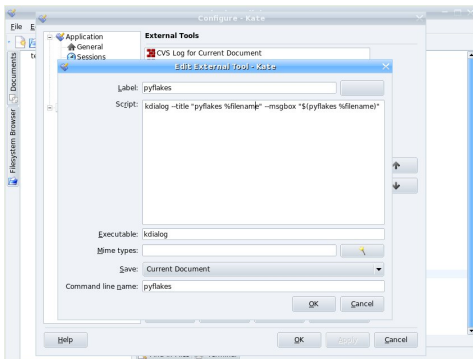 Configure - Kate
File
Application
General
Sessions
External Tools
CVS Log for Current Document
Edit External Tool - Kate
Label: pyflakes
Script: kdialog --title "pyflakes %filename" --msgbox "$(pyflakes %filename)"
Executable: kdialog
Mime types:
Save: Current Document
Command line name: pyflakes
OK Cancel
Help OK Apply Cancel
Documents
Filesystem Browser
Terminal